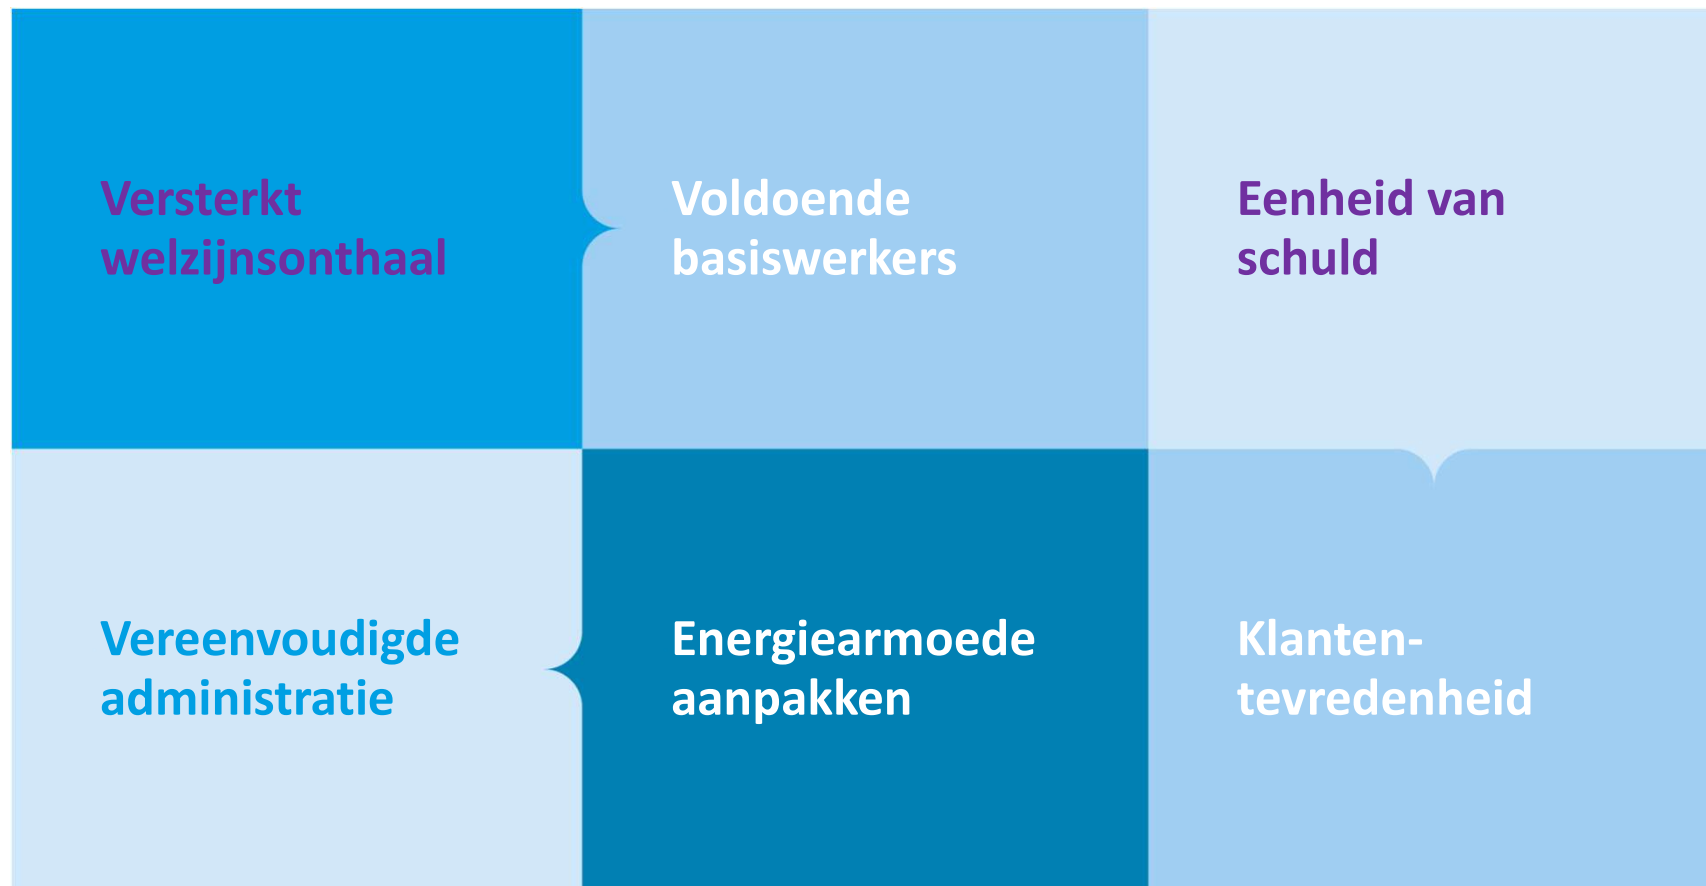 Versterkt
welzijnsonthaal
Voldoende
basiswerkers
Eenheid van
schuld
Vereenvoudigde
administratie
Energiearmoede
aanpakken
Klanten-
tevredenheid